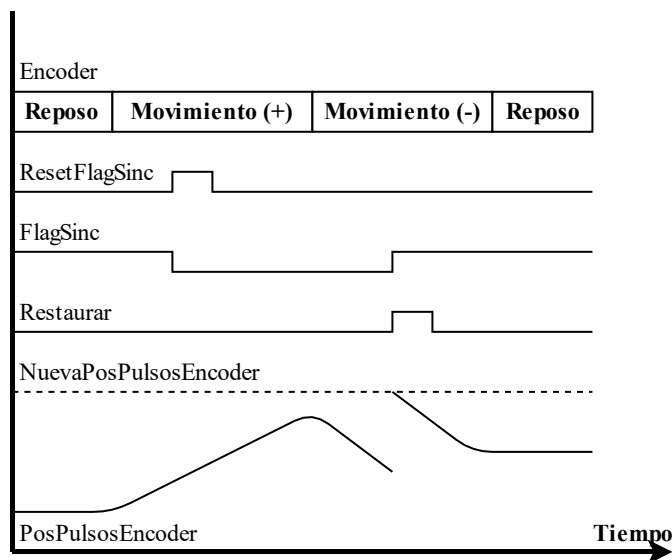 Encoder
Reposo Movimiento (+) Movimiento (-) Reposo
ResetFlagSinc
FlagSinc
Restaurar
NuevaPosPulsosEncoder
PosPulsosEncoder Tiempo